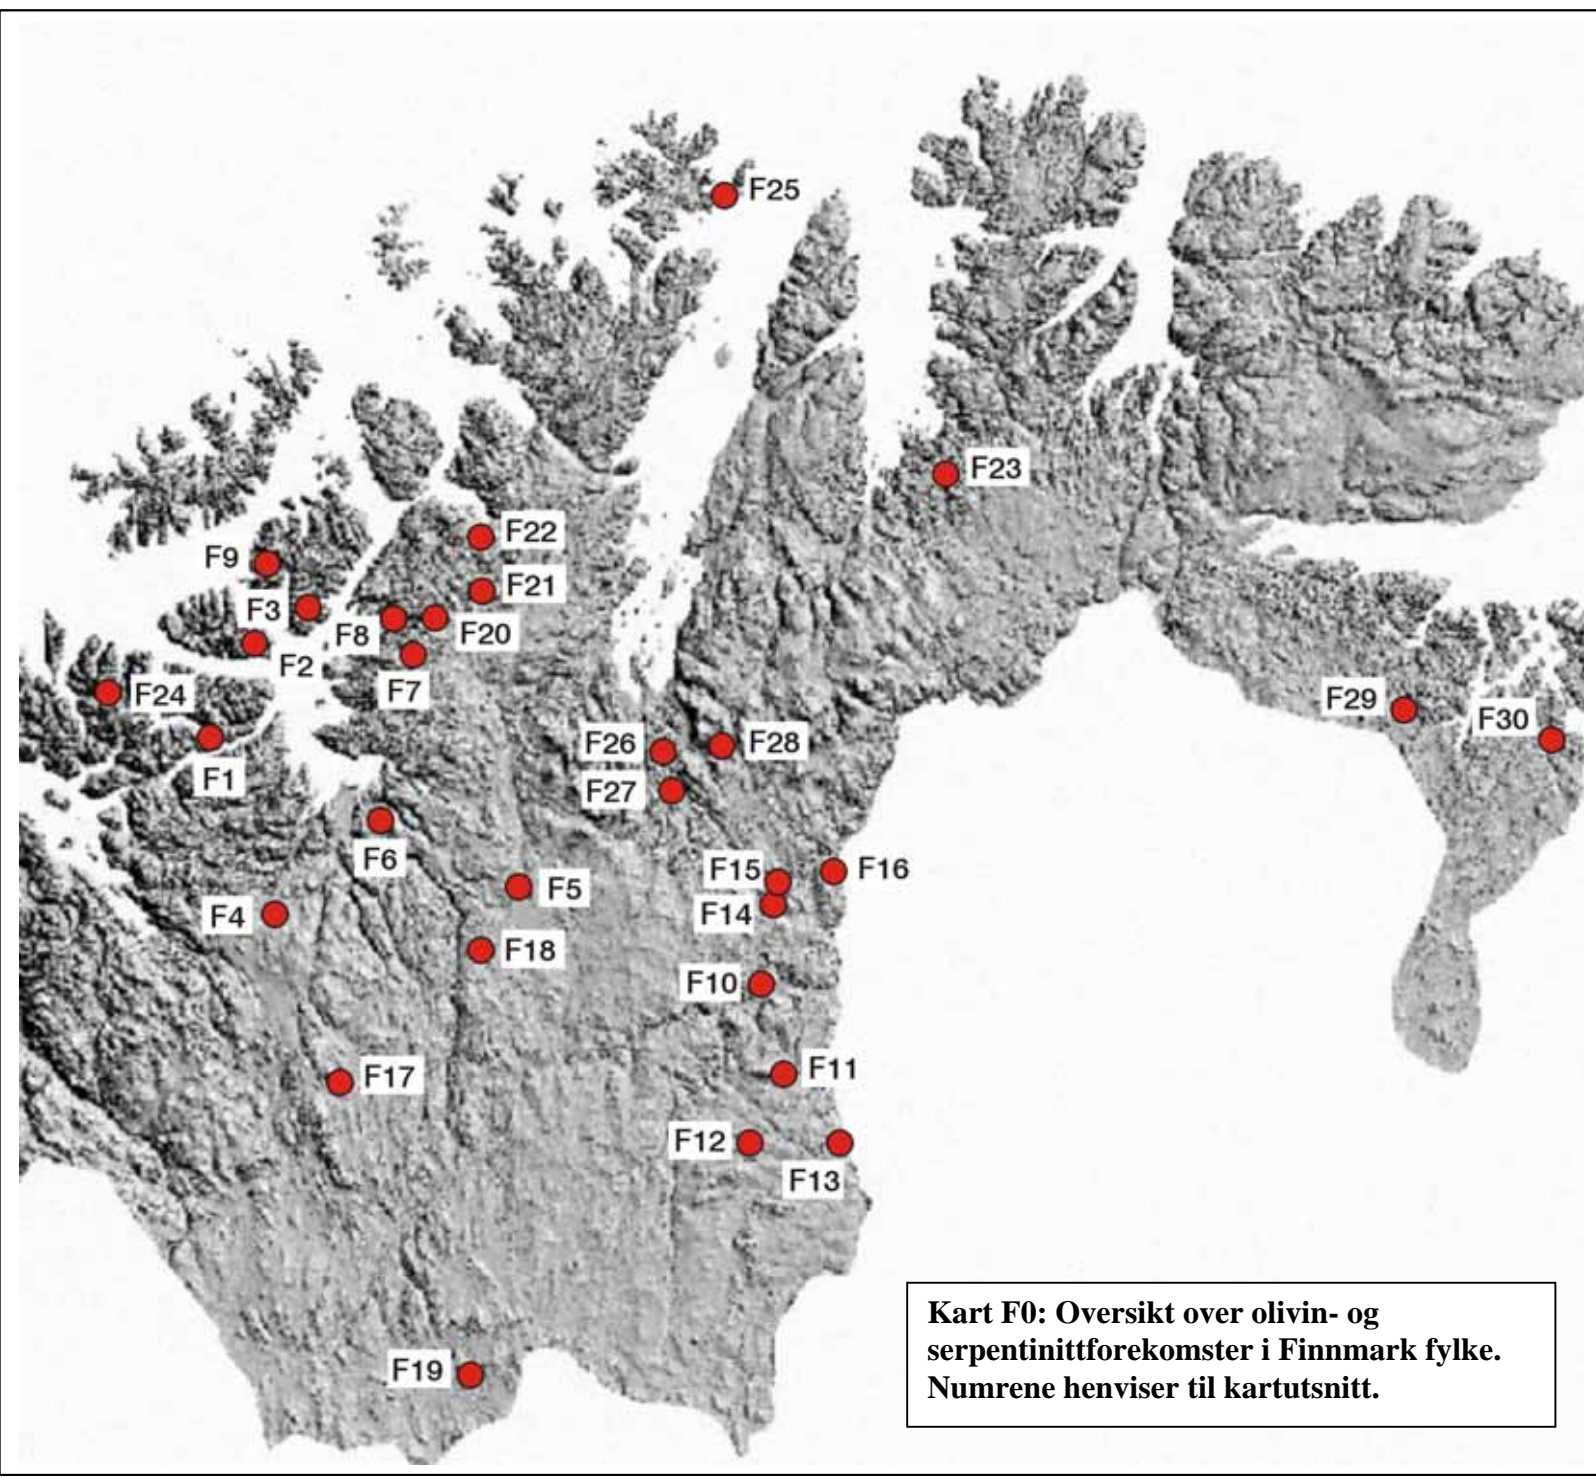 F25
F23
F22
F9
F21
F3
F8
F20
F2
F7
F24
F29
F30
F26
F28
F1
F27
F6
F15
F16
F5
F14
F4
F18
F10
F11
F17
F12
F13
F19
Kart F0: Oversikt over olivin- og
serpentinittforekomster i Finnmark fylke.
Numrene henviser til kartutsnitt.